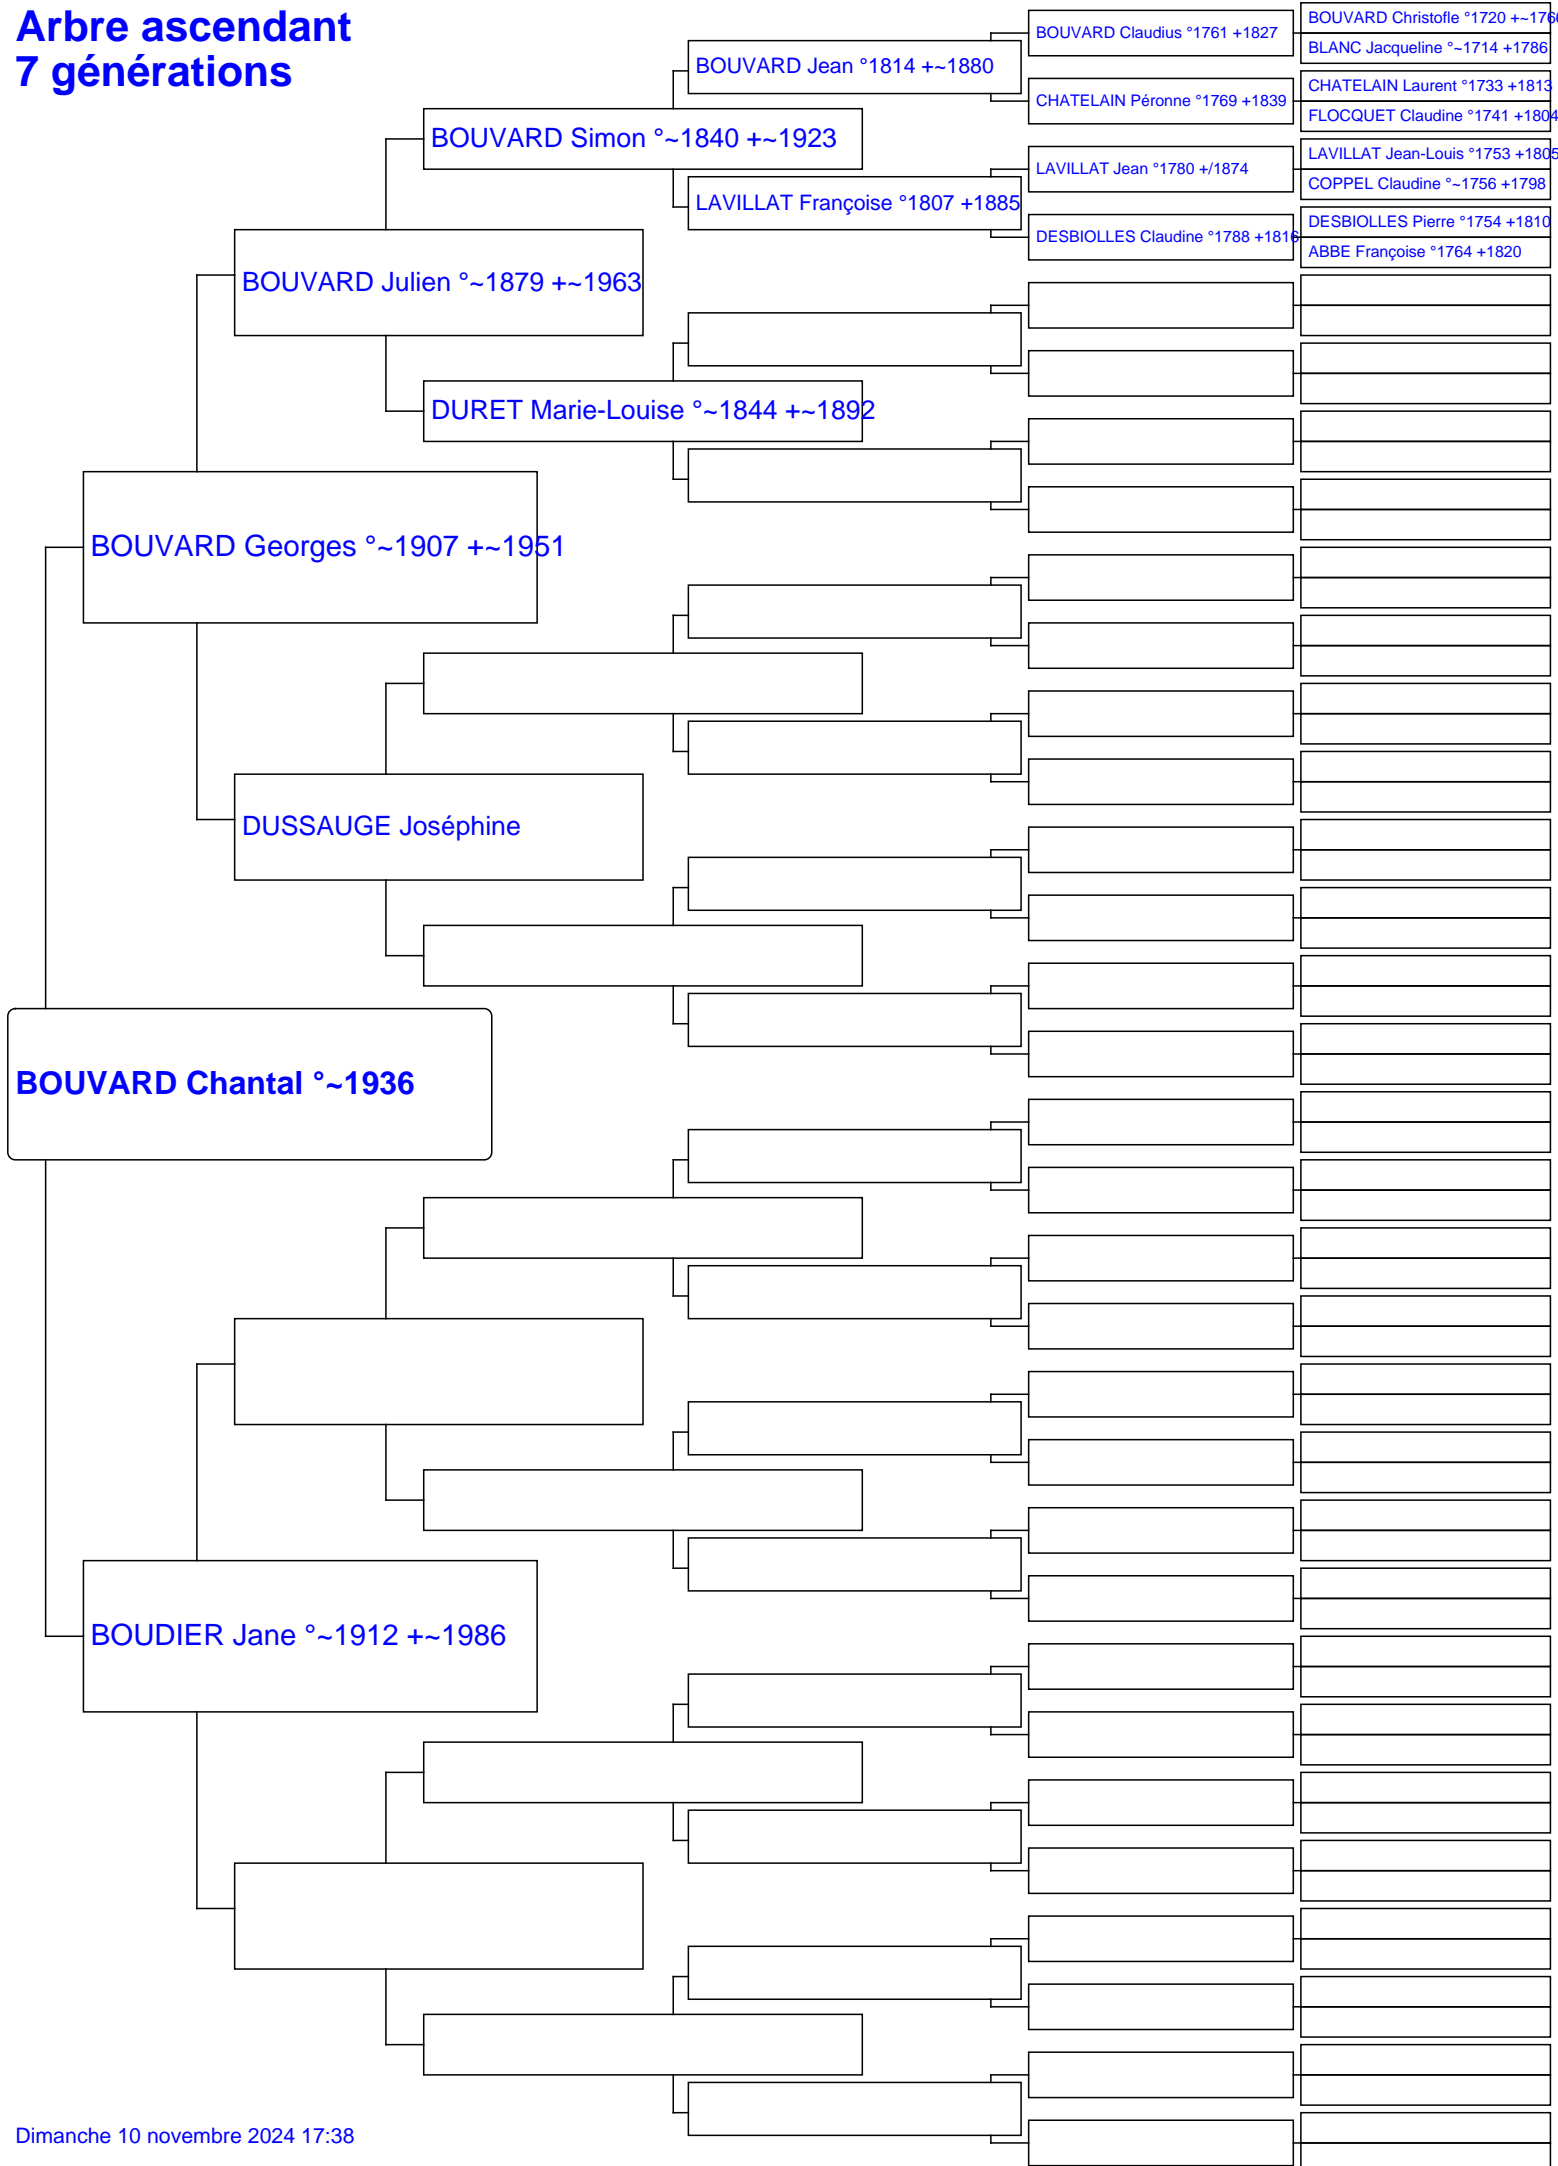 Arbre ascendant
7 générations
BOUVARD Chantal °~1936
BOUVARD Georges °~1907 +~1951
BOUDIER Jane °~1912 +~1986
BOUVARD Julien °~1879 +~1963
DUSSAUGE Joséphine
BOUVARD Simon °~1840 +~1923
DURET Marie-Louise °~1844 +~1892
BOUVARD Jean °1814 +~1880
LAVILLAT Françoise °1807 +1885
BOUVARD Claudius °1761 +1827
CHATELAIN Péronne °1769 +1839
LAVILLAT Jean °1780 +/1874
DESBIOLLES Claudine °1788 +1816
BOUVARD Christofle °1720
BLANC Jacqueline °~1714 +1786
CHATELAIN Laurent °1733 +1813
FLOCQUET Claudine °1741 +1804
LAVILLAT Jean-Louis °1753 +1805
COPPEL Claudine °~1756 +1798
DESBIOLLES Pierre °1754 +1810
ABBE Françoise °1764 +1820
Dimanche 10 novembre 2024 17:38